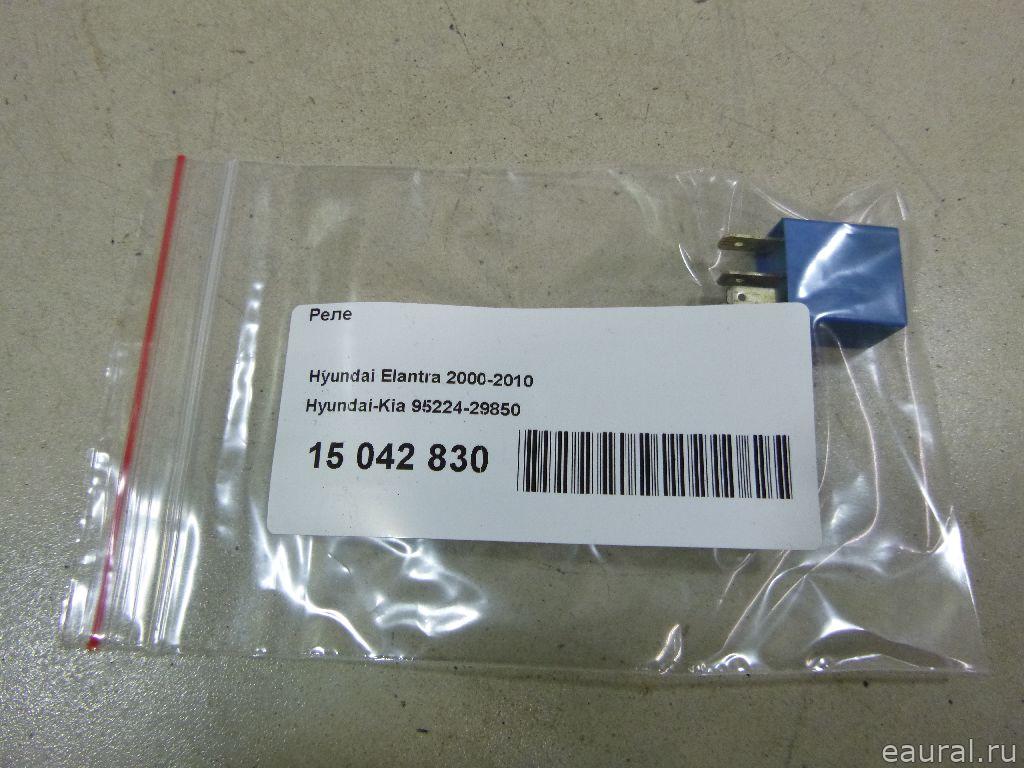 Реле
Hyundai Elantra 2000-2010
Hyundai-Kia 95224-29850
15 042 830
eaural.ru